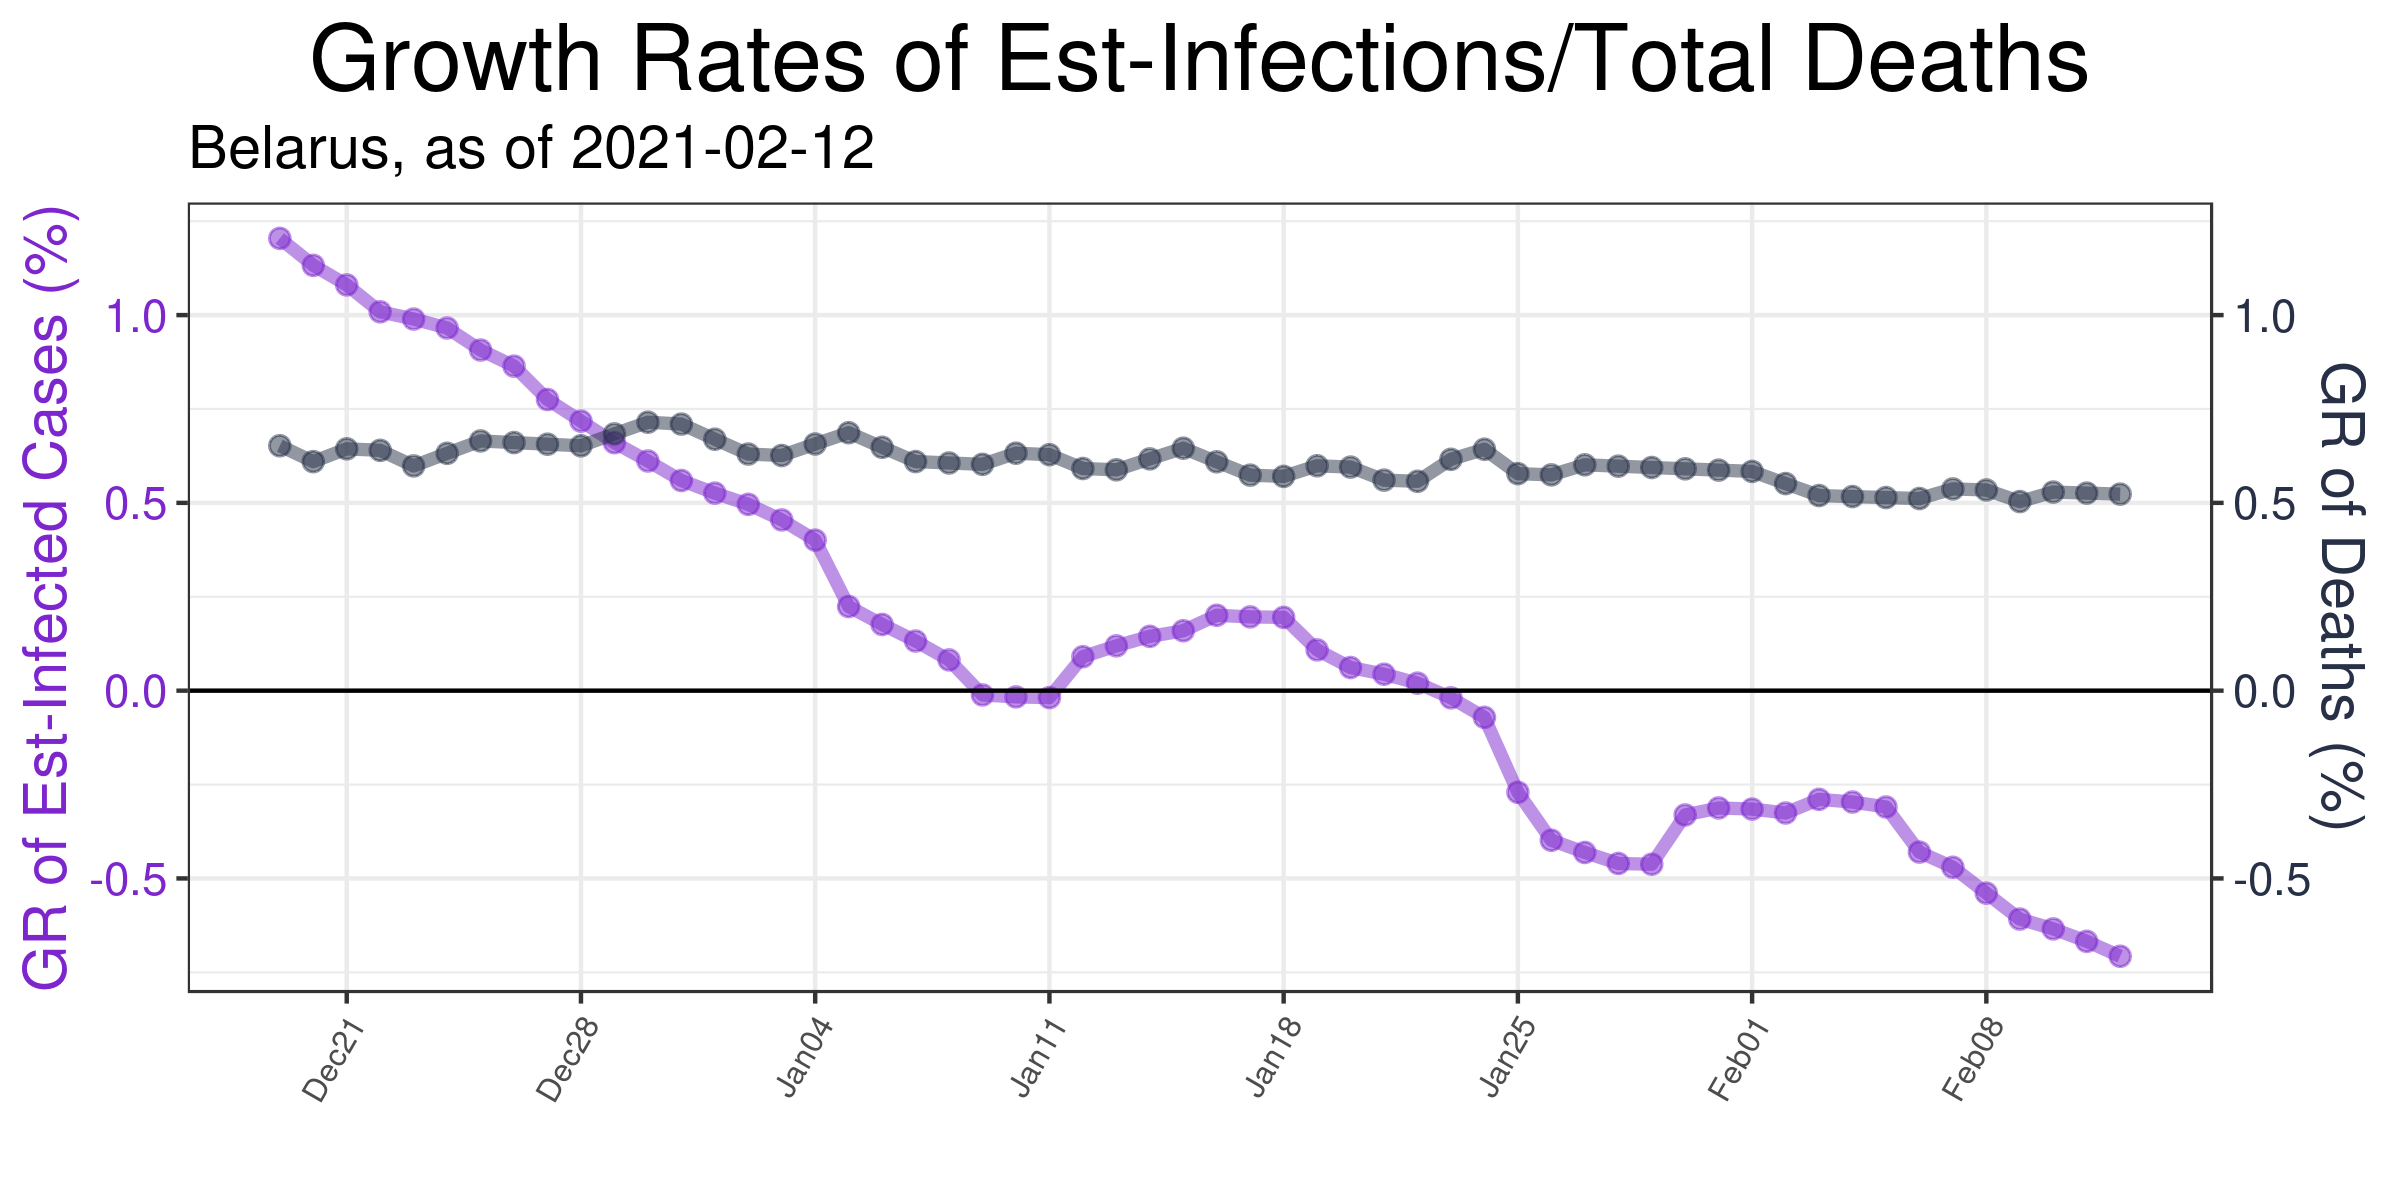 Growth Rates of Est-Infections/Total Deaths
Belarus, as of 2021-02-12
GR of Est-Infected Cases (%)
1.0
0.5
0.0
-0.5
1.0
0.5
0.0
-0.5
GR of Deaths (%)
Dec21
Dec28
Jan04
Jan11
Jan18
Jan25
Feb01
Feb08